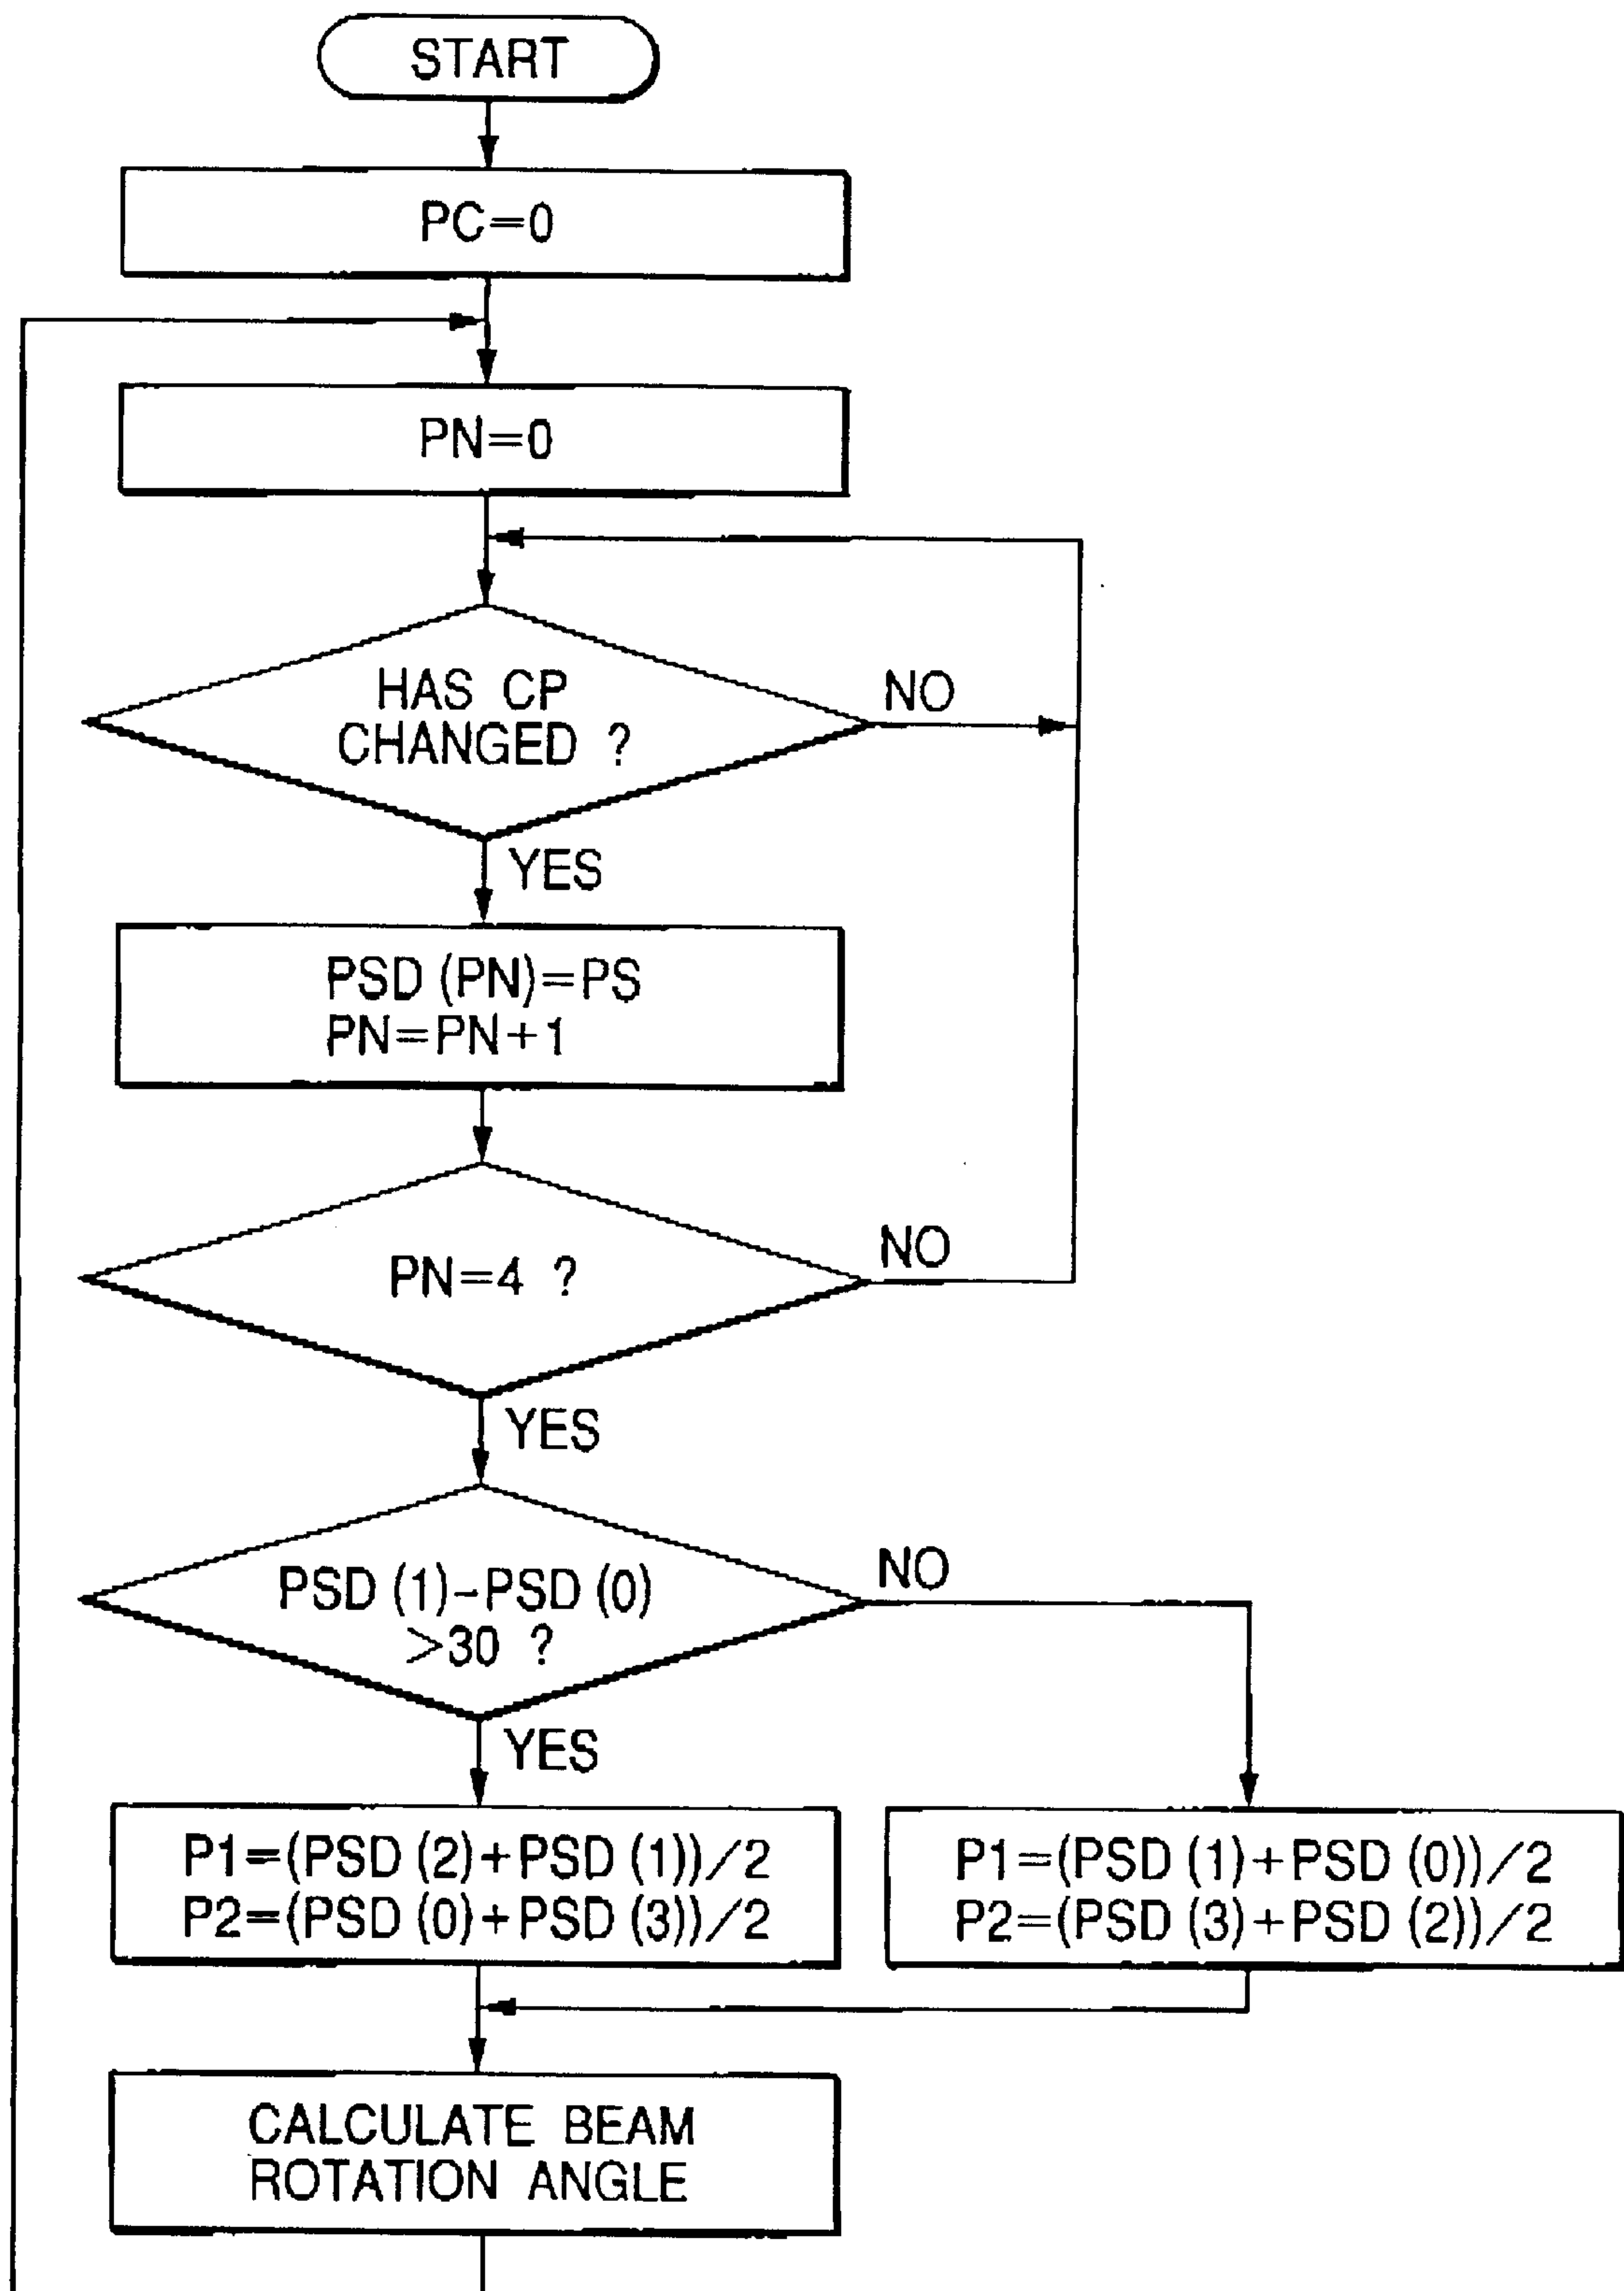 START
PC=0
PN=0
HAS CP
CHANGED ?
NO
YES
PSD (PN)=PS
PN=PN+1
PN=4 ?
NO
YES
PSD (1)-PSD (0)
>30 ?
NO
YES
P1=(PSD (2)+PSD (1))/2
P2=(PSD (0)+PSD (3))/2
P1=(PSD (1)+PSD (0))/2
P2=(PSD (3)+PSD (2))/2
CALCULATE BEAM
ROTATION ANGLE